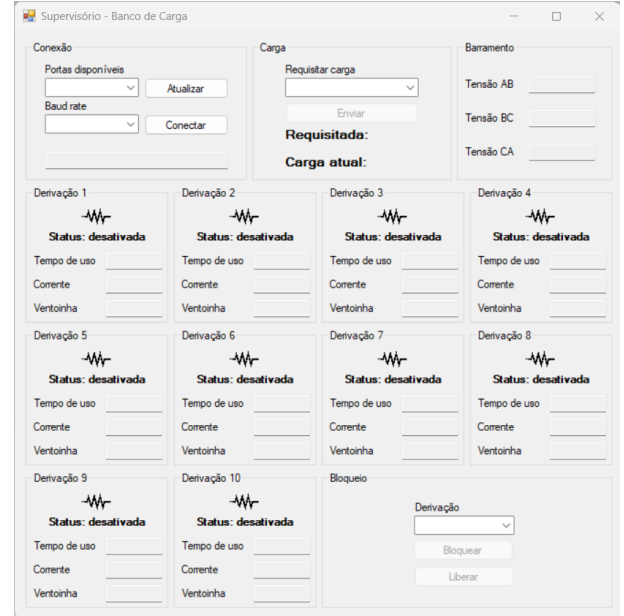 Supervisório - Banco de Carga
Conexão
Portas disponíveis
Atualizar
Baud rate
Conectar
Carga
Requisitar carga
Enviar
Requisitada:
Carga atual:
Barramento
Tensão AB
Tensão BC
Tensão CA
Derivação 1
Status: desativada
Tempo de uso
Corrente
Ventoinha
Derivação 2
Status: desativada
Tempo de uso
Corrente
Ventoinha
Derivação 3
Status: desativada
Tempo de uso
Corrente
Ventoinha
Derivação 4
Status: desativada
Tempo de uso
Corrente
Ventoinha
Derivação 5
Status: desativada
Tempo de uso
Corrente
Ventoinha
Derivação 6
Status: desativada
Tempo de uso
Corrente
Ventoinha
Derivação 7
Status: desativada
Tempo de uso
Corrente
Ventoinha
Derivação 8
Status: desativada
Tempo de uso
Corrente
Ventoinha
Derivação 9
Status: desativada
Tempo de uso
Corrente
Ventoinha
Derivação 10
Status: desativada
Tempo de uso
Corrente
Ventoinha
Bloqueio
Derivação
Bloquear
Liberar